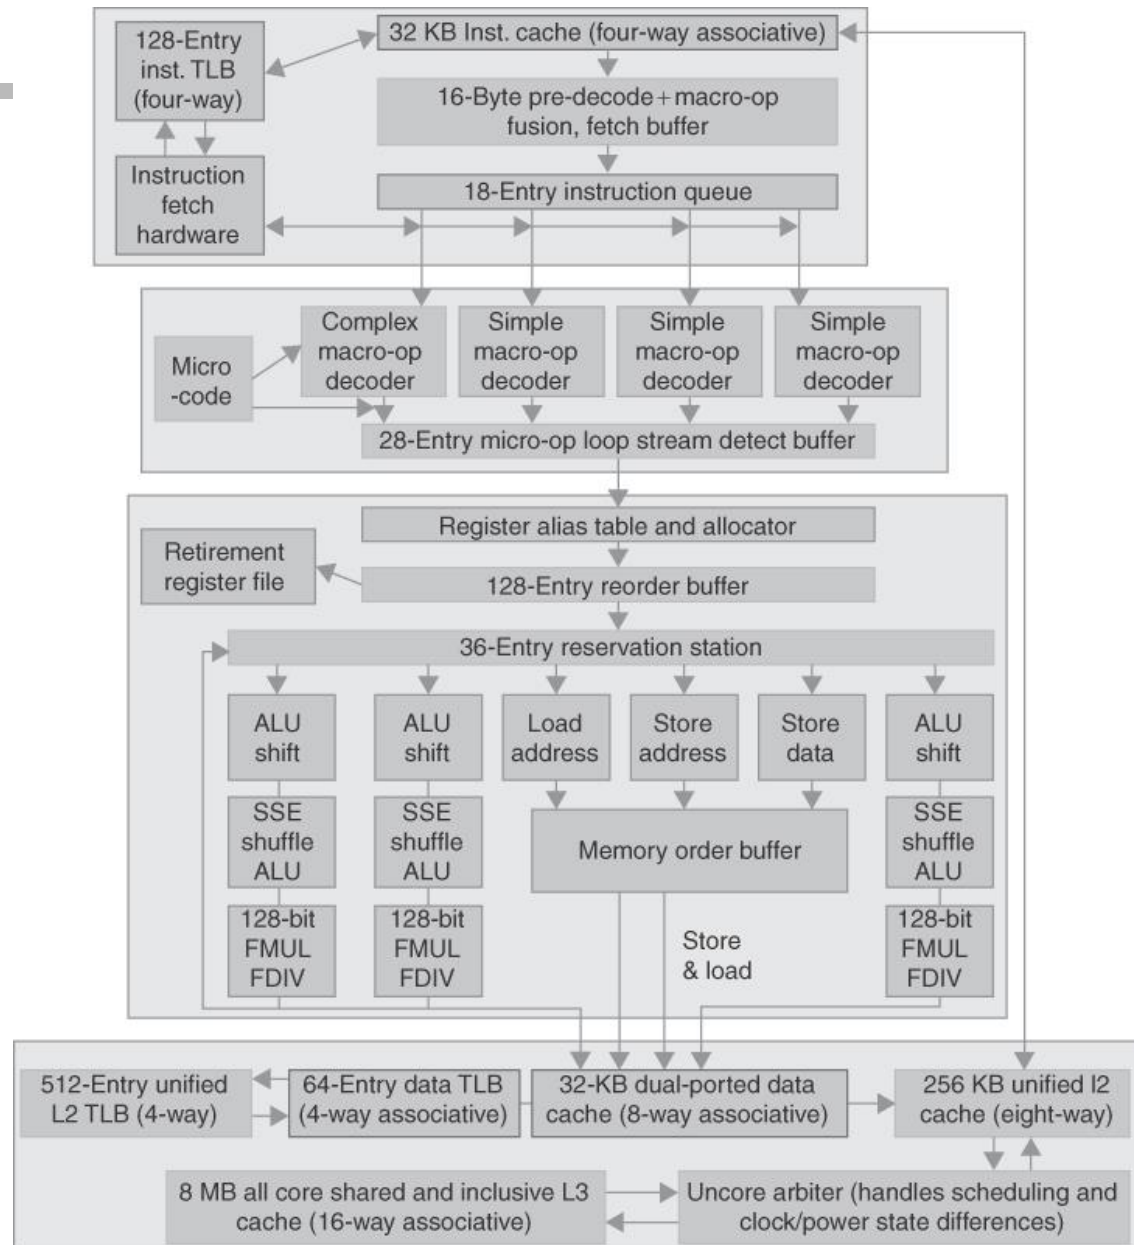 128-Entry
inst. TLB
(four-way)
32 KB Inst. cache (four-way associative)
16-Byte pre-decode+macro-op
fusion, fetch buffer
Instruction
fetch
hardware
18-Entry instruction queue
Micro
-code
Complex
macro-op
decoder
Simple
macro-op
decoder
Simple
macro-op
decoder
Simple
macro-op
decoder
28-Entry micro-op loop stream detect buffer
Register alias table and allocator
Retirement
register file
128-Entry reorder buffer
36-Entry reservation station
ALU
shift
ALU
shift
Load
address
Store
address
Store
data
ALU
shift
SSE
shuffle
ALU
SSE
shuffle
ALU
Memory order buffer
SSE
shuffle
ALU
128-bit
FMUL
FDIV
128-bit
FMUL
FDIV
Store
& load
128-bit
FMUL
FDIV
512-Entry unified
L2 TLB (4-way)
64-Entry data TLB
(4-way associative)
32-KB dual-ported data
cache (8-way associative)
256 KB unified l2
cache (eight-way)
8 MB all core shared and inclusive L3
cache (16-way associative)
Uncore arbiter (handles scheduling and
clock/power state differences)